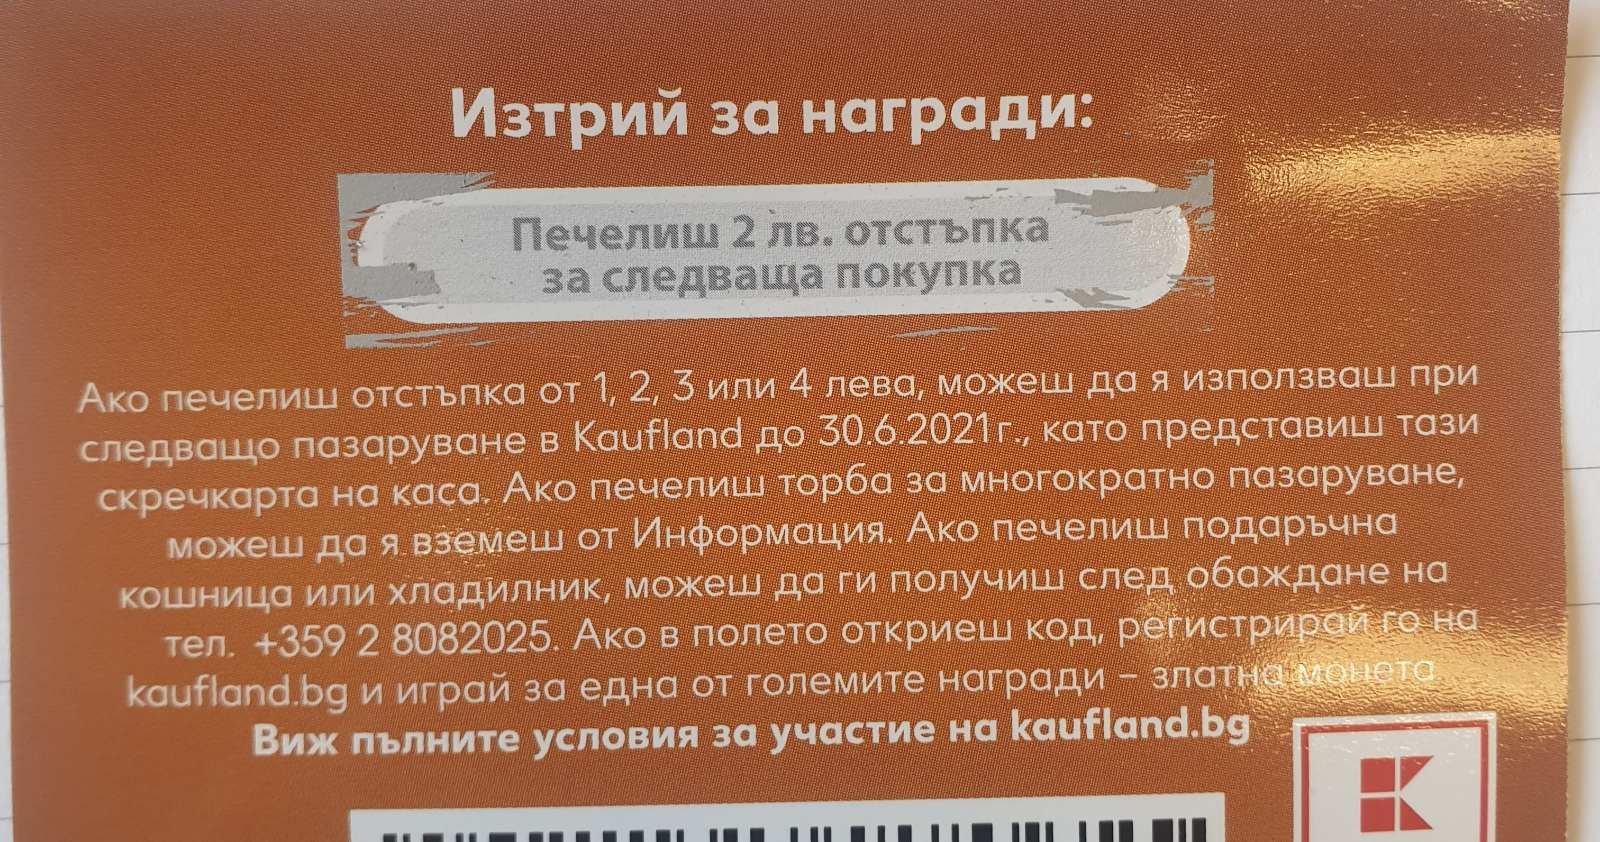 Изтрий за награди:
Печелиш 2 лв. отстъпка
за следваща покупка
Ако печелиш отстъпка от 1, 2, 3 или 4 лева, можеш да я използваш при
следващо пазаруване в Kaufland до 30.6.2021г., като представиш тази
скречкарта на каса. Ако печелиш торба за многократно пазаруване,
можеш да я вземеш от Информация. Ако печелиш подаръчна
кошница или хладилник, можеш да ги получиш след обаждане на
тел. +359 2 8082025. Ако в полето откриеш код, регистрирай го на
kaufland.bg и играй за една от големите награди – златна монета
Виж пълните условия за участие на kaufland.bg